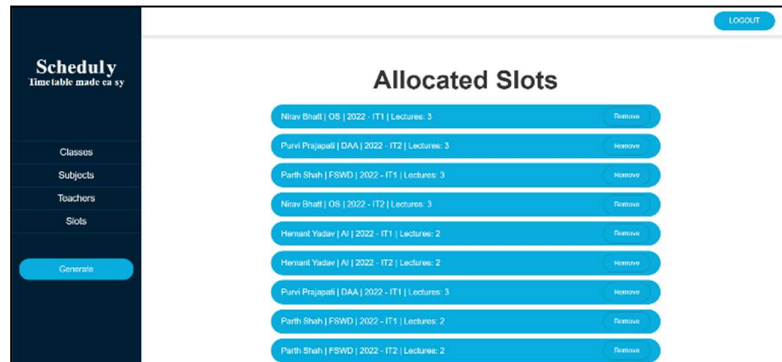 LOGOUT
Scheduly
Timetable made easy
Allocated Slots
Nirav Bhatt | OS | 2022 - IT1 | Lectures: 3 Remove
Purvi Prajapati | DAA | 2022 - IT2 | Lectures: 3 Remove
Classes
Parth Shah | FSWD | 2022 - IT1 | Lectures: 3 Remove
Subjects
Teachers
Nirav Bhatt | OS | 2022 - IT2 | Lectures: 3 Remove
Slots
Hemant Yadav | AI | 2022 - IT1 | Lectures: 2 Remove
Hemant Yadav | AI | 2022 - IT2 | Lectures: 2 Remove
Generate
Purvi Prajapati | DAA | 2022 - IT1 | Lectures: 3 Remove
Parth Shah | FSWD | 2022 - IT1 | Lectures: 2 Remove
Parth Shah | FSWD | 2022 - IT2 | Lectures: 2 Remove